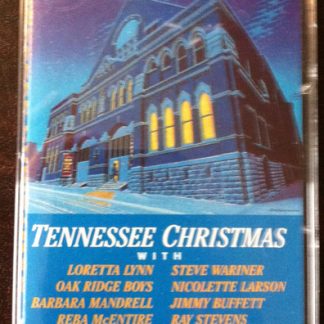 TENNESSEE CHRISTMAS
WITH
LORETTA LYNN STEVE WARINER
OAK RIDGE BOYS NICOLETTE LARSON
BARBARA MANDRELL JIMMY BUFFETT
REBA McENTIRE RAY STEVENS